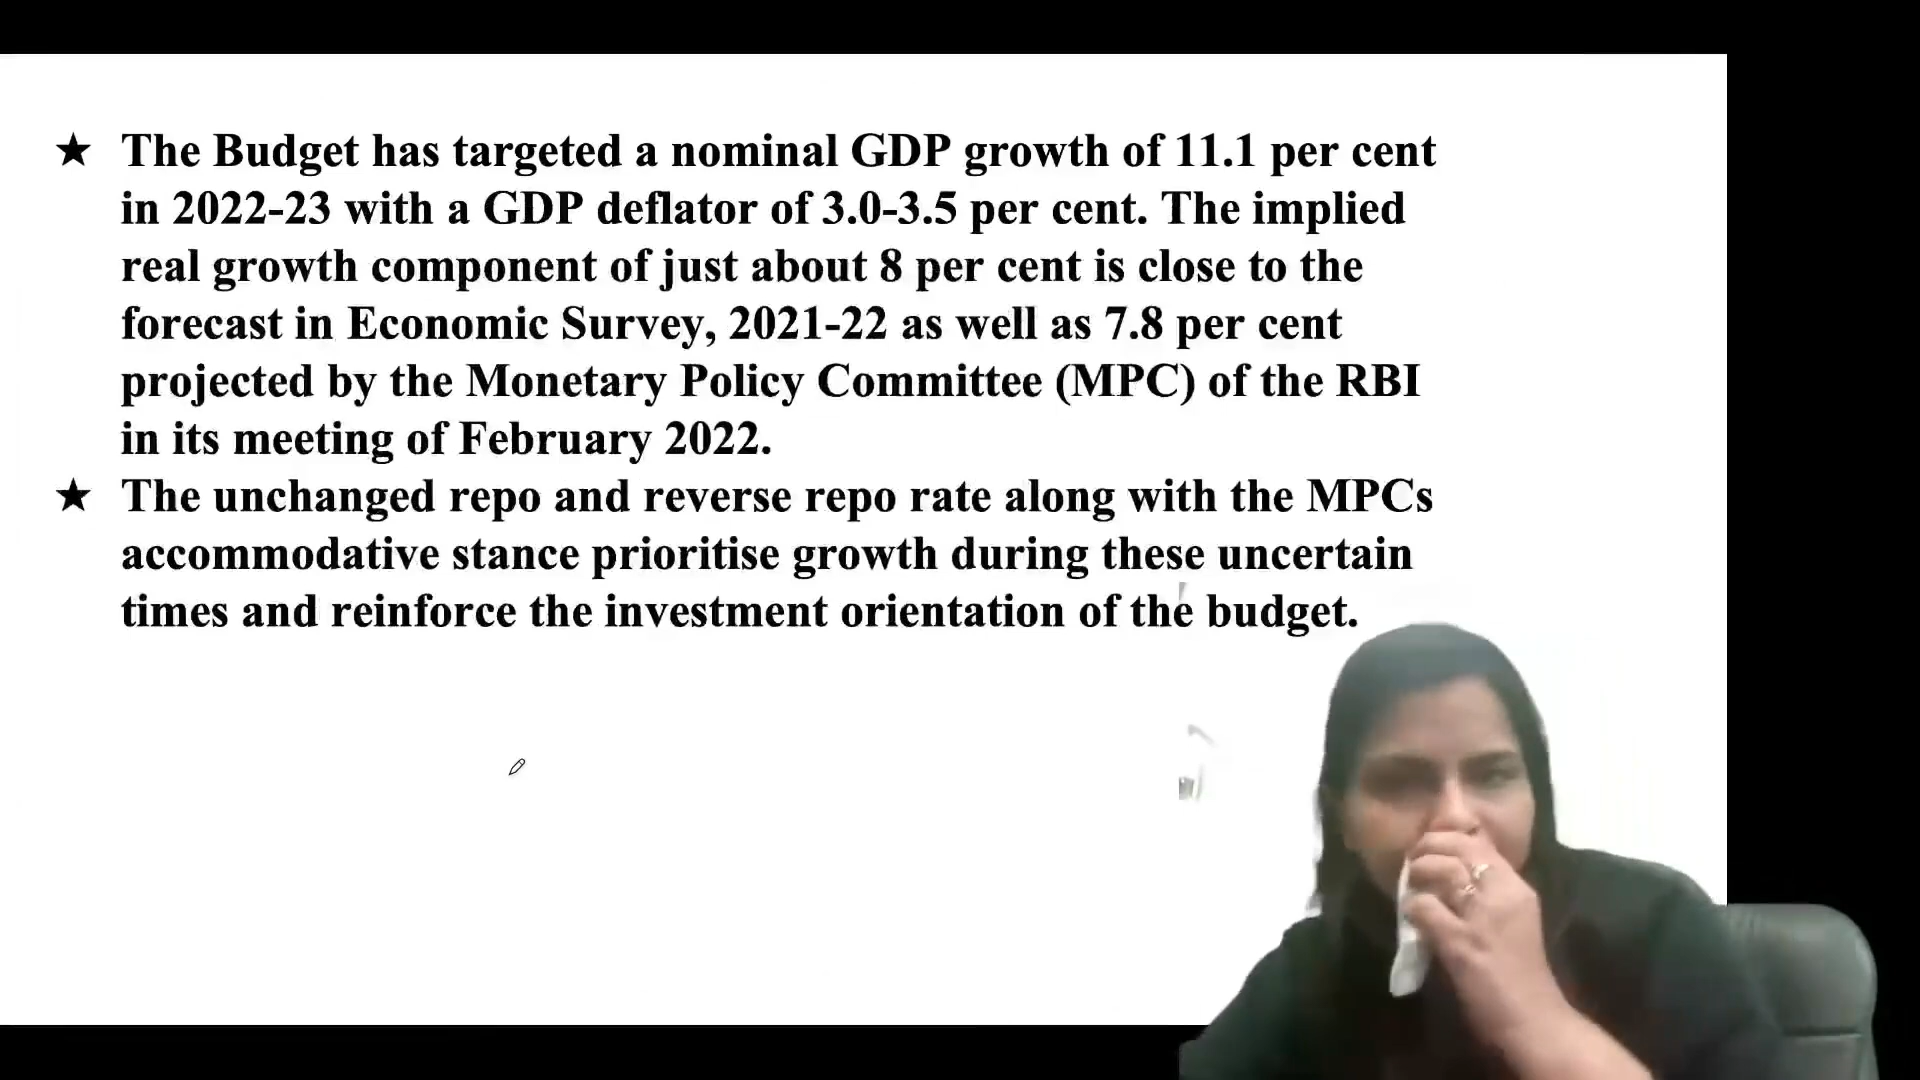 ★ The Budget has targeted a nominal GDP growth of 11.1 per cent
in 2022-23 with a GDP deflator of 3.0-3.5 per cent. The implied
real growth component of just about 8 per cent is close to the
forecast in Economic Survey, 2021-22 as well as 7.8 per cent
projected by the Monetary Policy Committee (MPC) of the RBI
in its meeting of February 2022.
★ The unchanged repo and reverse repo rate along with the MPCs
accommodative stance prioritise growth during these uncertain
times and reinforce the investment orientation of the budget.